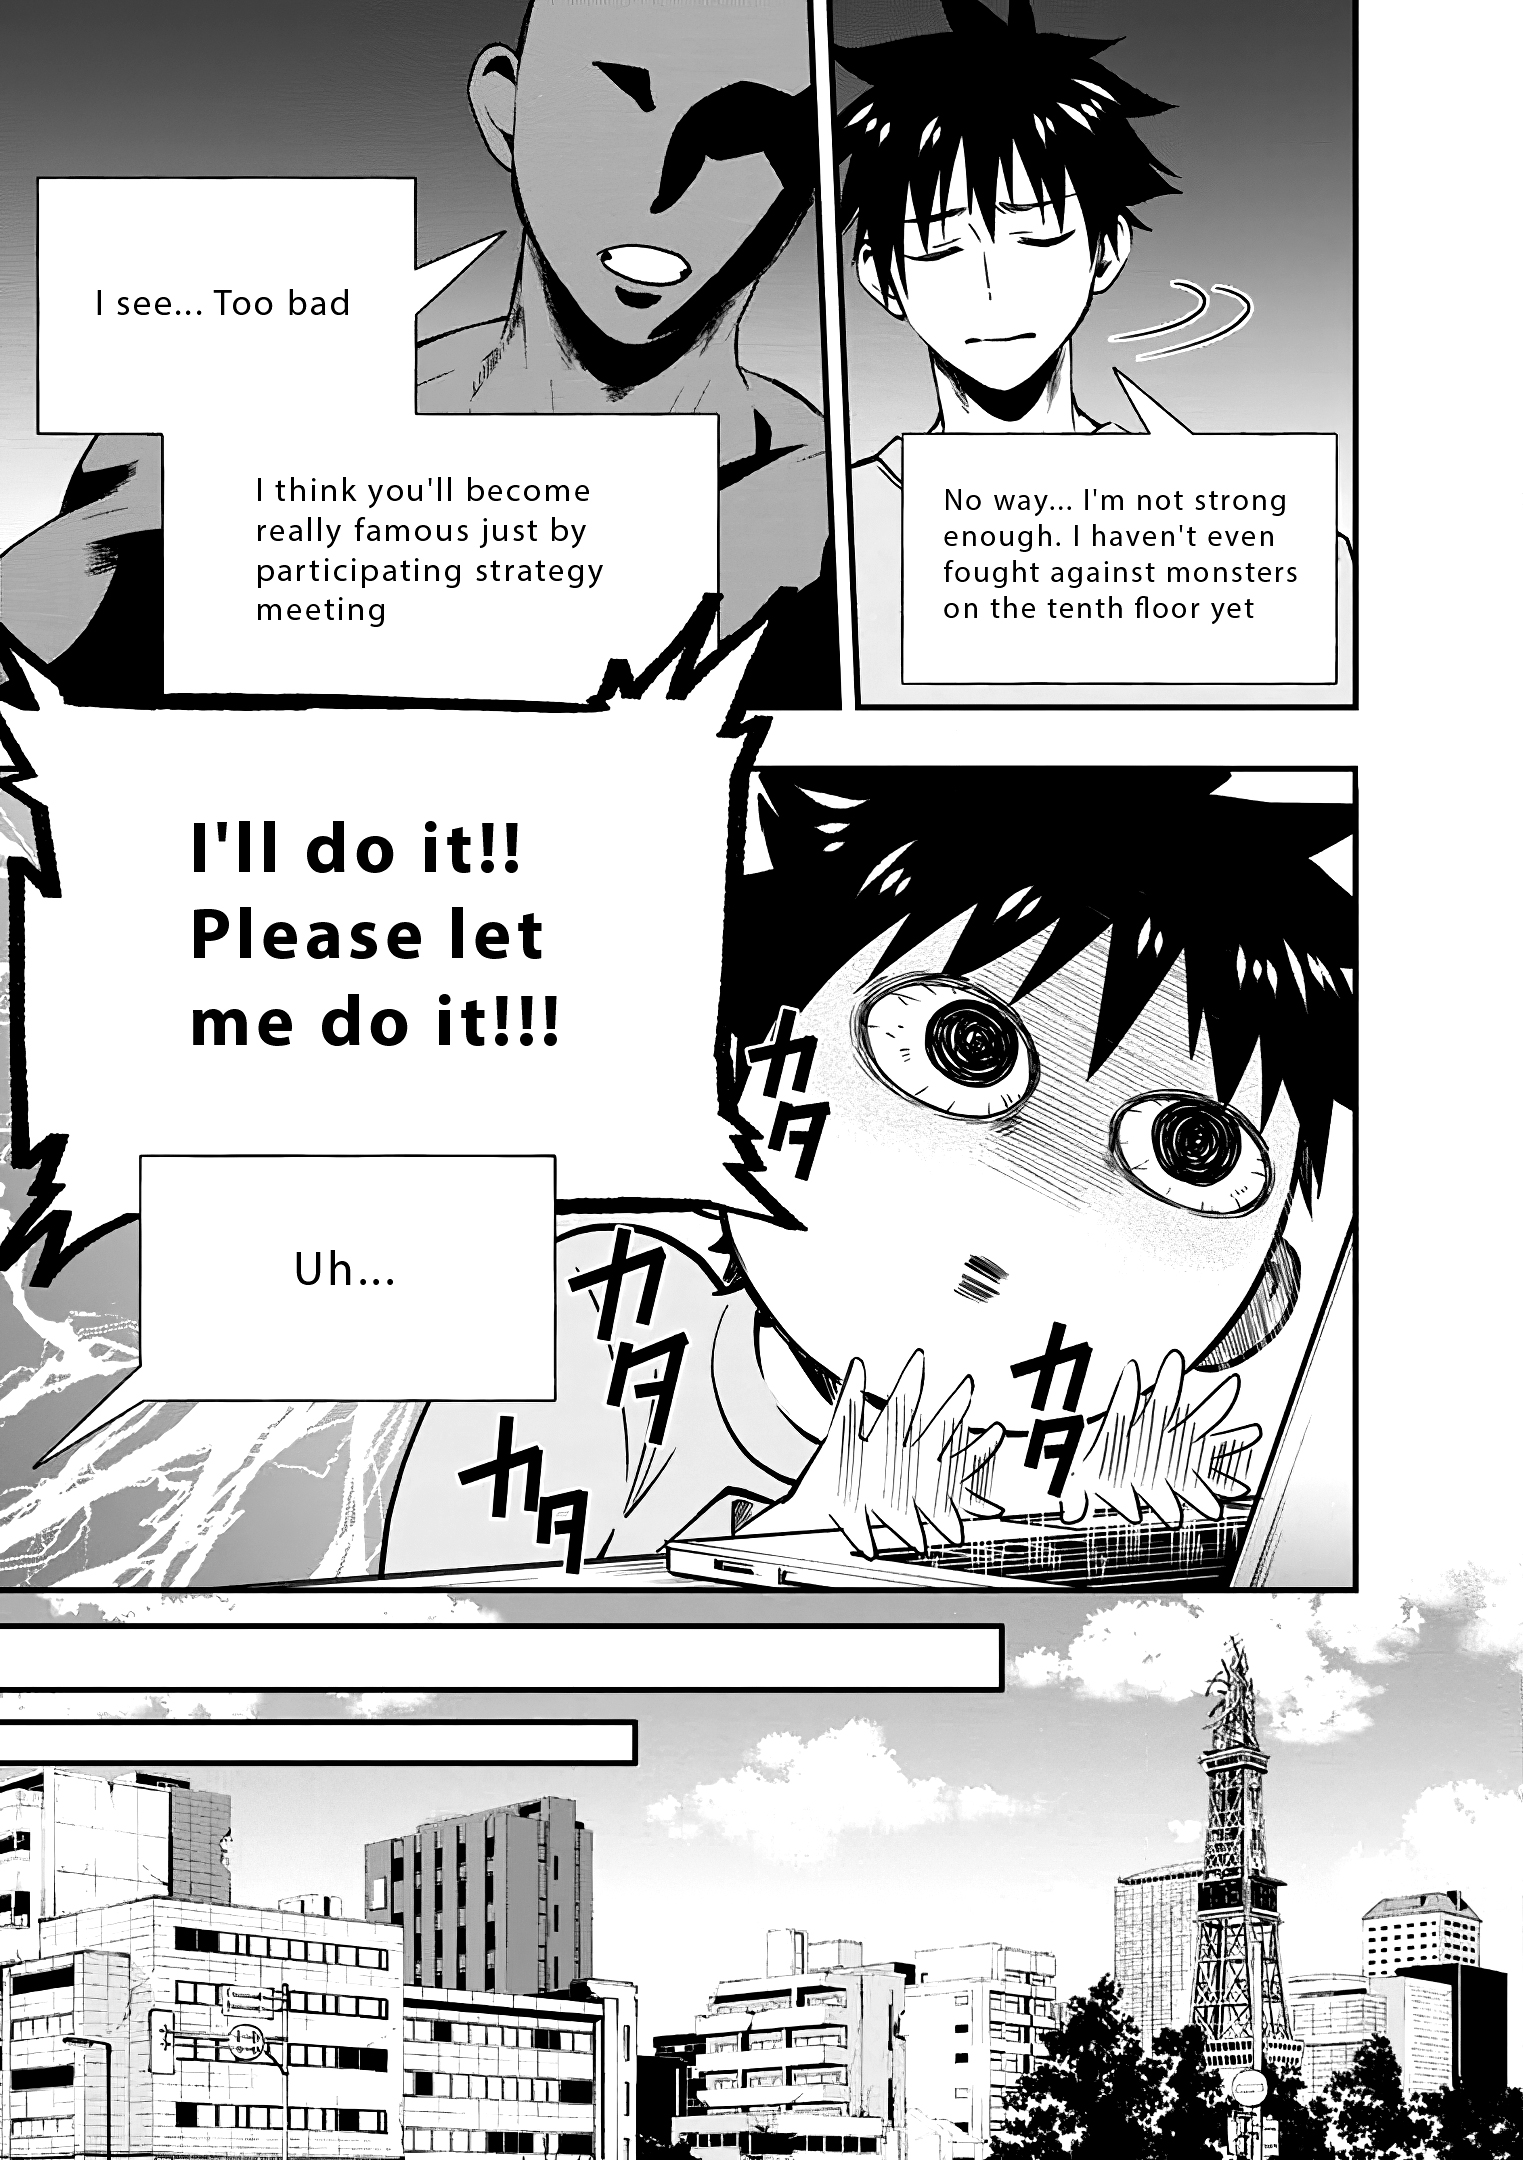 No way... I'm not strong
enough. I haven't even
fought against monsters
on the tenth floor yet
I see... Too bad
I think you'll become
really famous just by
participating strategy
meeting
I'll do it!!
Please let
me do it!!!
カタ
カタ
カタ
カタ
Uh...